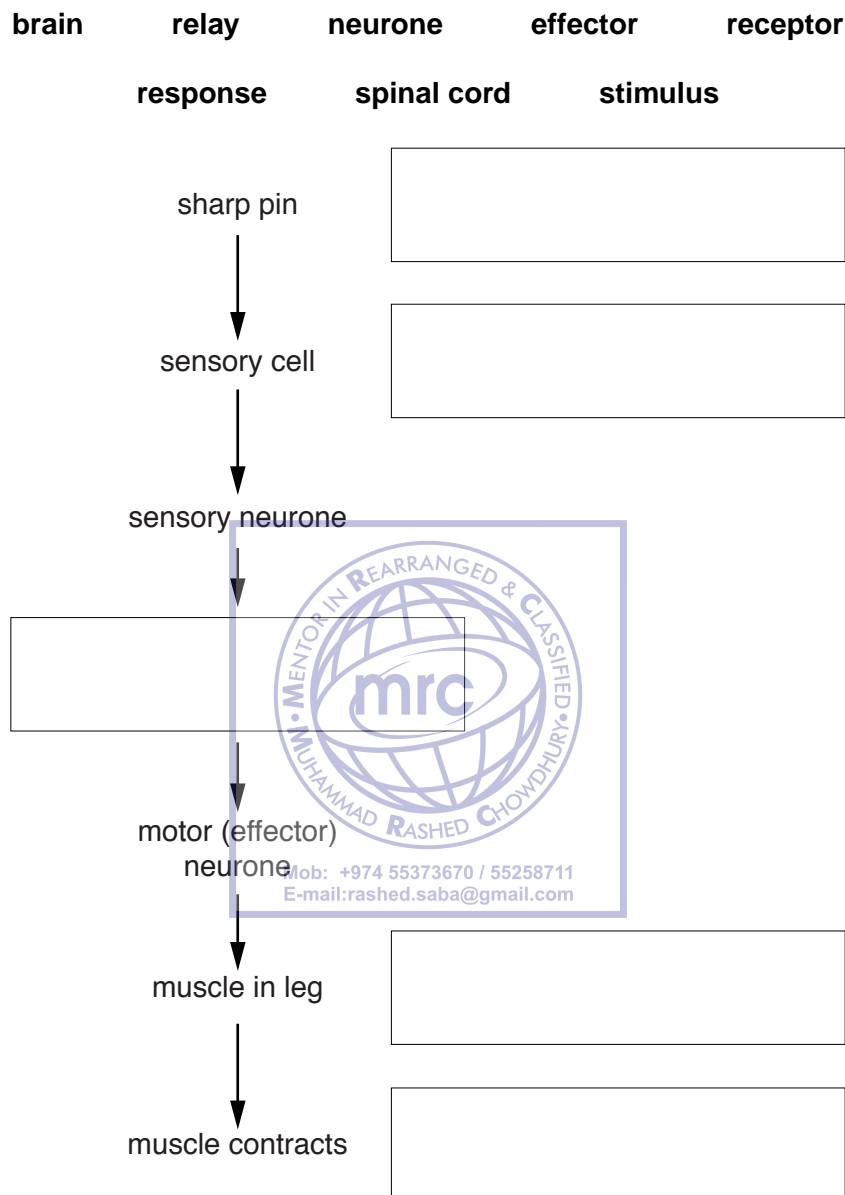 brain relay neurone effector receptor
response spinal cord stimulus
sharp pin
sensory cell
sensory neurone
MENTOR IN REARRANGED & CLASSIFIED
mrc
MUHAMMAD RASHED CHOWDHURY
motor (effector)
neurone
Mob: +974 55373670 / 55258711
E-mail:rashed.saba@gmail.com
muscle in leg
muscle contracts